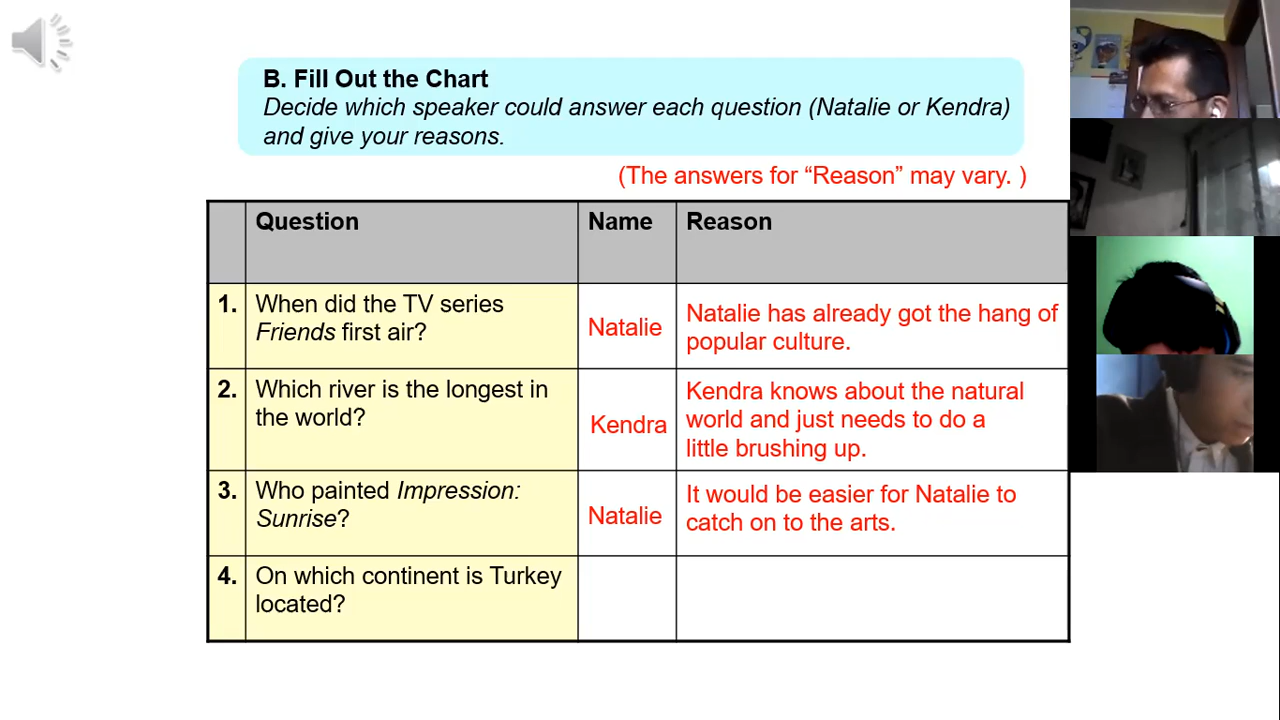 B. Fill Out the Chart
Decide which speaker could answer each question (Natalie or Kendra)
and give your reasons.
(The answers for “Reason” may vary. )
Question
Name
Reason
1.
When did the TV series
Friends first air?
Natalie
Natalie has already got the hang of
popular culture.
2.
Which river is the longest in
the world?
Kendra
Kendra knows about the natural
world and just needs to do a
little brushing up.
3.
Who painted Impression:
Sunrise?
Natalie
It would be easier for Natalie to
catch on to the arts.
4.
On which continent is Turkey
located?